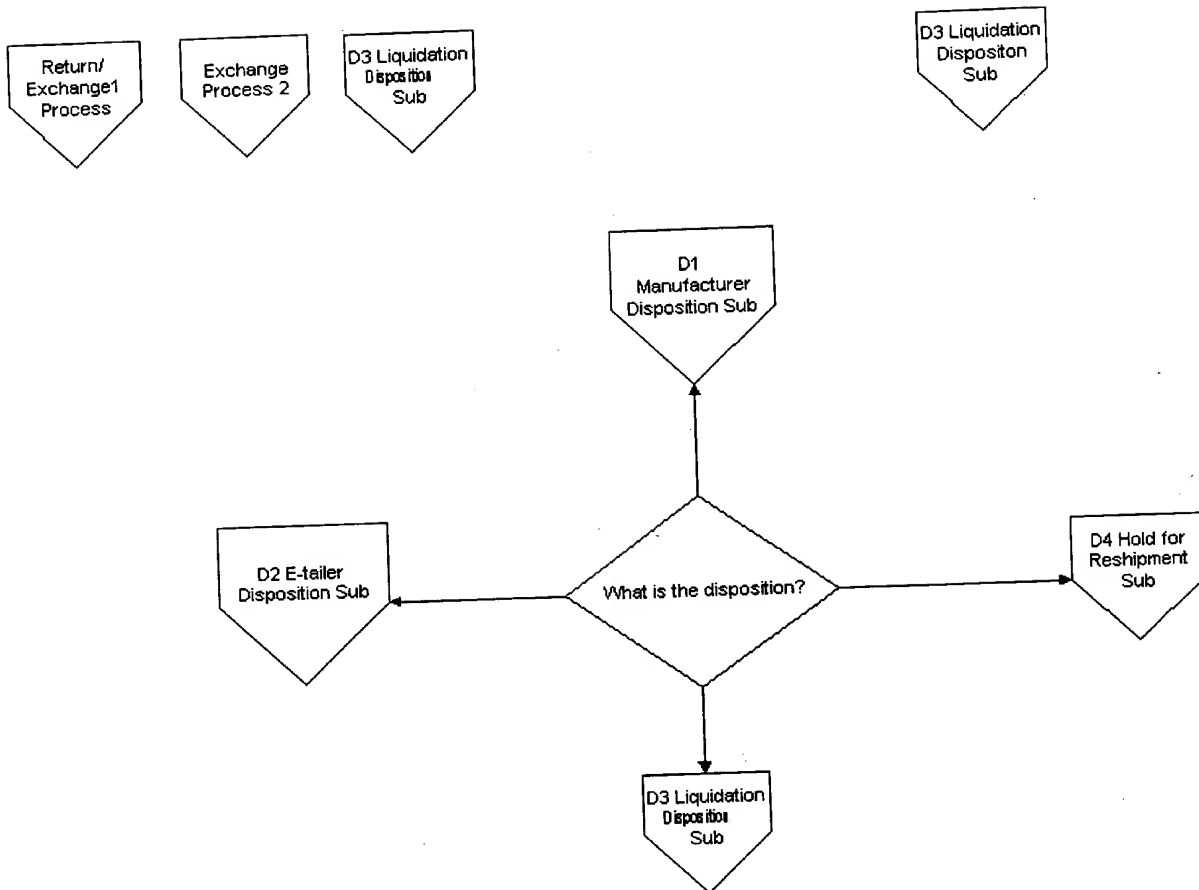 Return/
Exchange1
Process
Exchange
Process 2
D3 Liquidation
Disposition
Sub
D3 Liquidation
Dispositon
Sub
D1
Manufacturer
Disposition Sub
D2 E-tailer
Disposition Sub
What is the disposition?
D4 Hold for
Reshipment
Sub
D3 Liquidation
Disposition
Sub